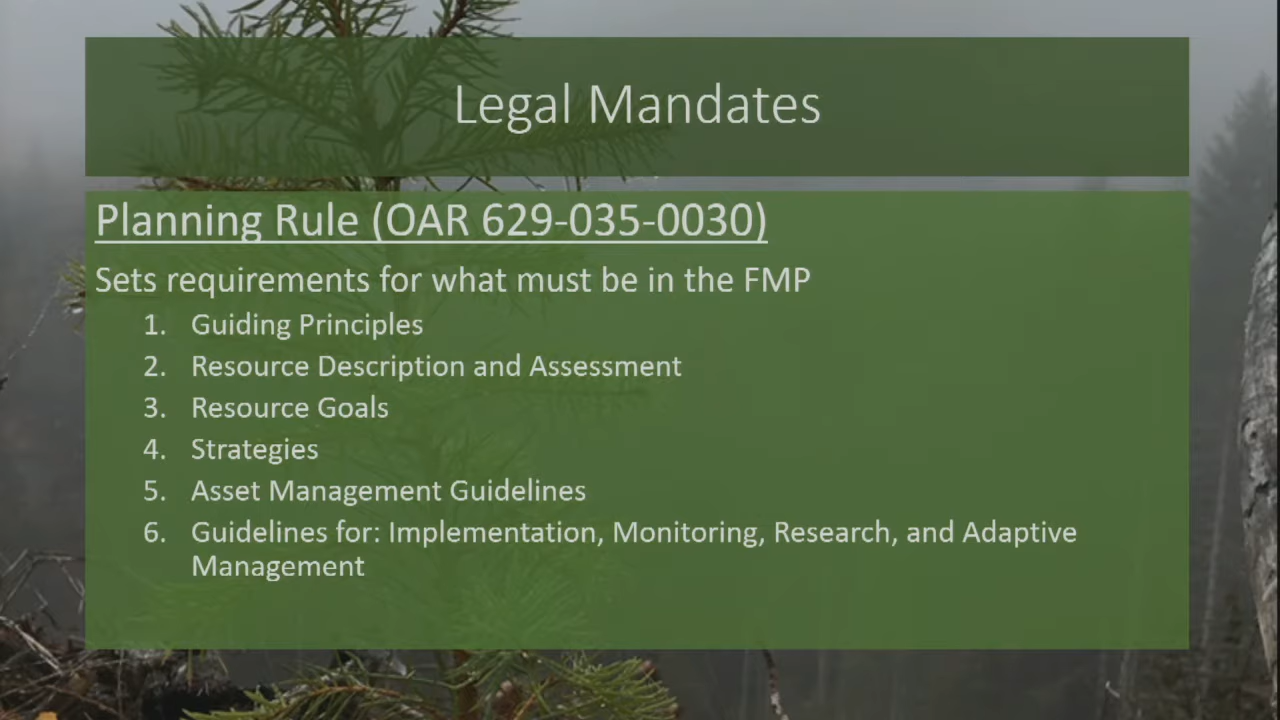 Legal Mandates
Planning Rule (OAR 629-035-0030)
Sets requirements for what must be in the FMP
1. Guiding Principles
2. Resource Description and Assessment
3. Resource Goals
4. Strategies
5. Asset Management Guidelines
6. Guidelines for: Implementation, Monitoring, Research, and Adaptive
Management